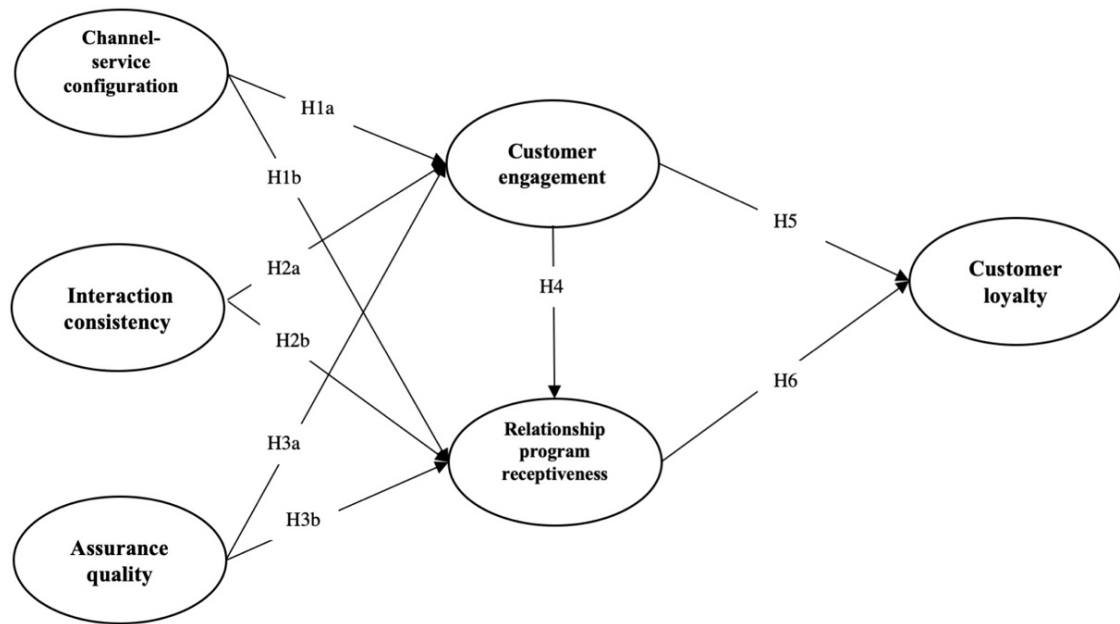 Channel-
service
configuration
H1a
Customer
engagement
H1b
H5
H2a
Customer
loyalty
Interaction
consistency
H4
H2b
H6
Relationship
program
receptiveness
H3a
H3b
Assurance
quality